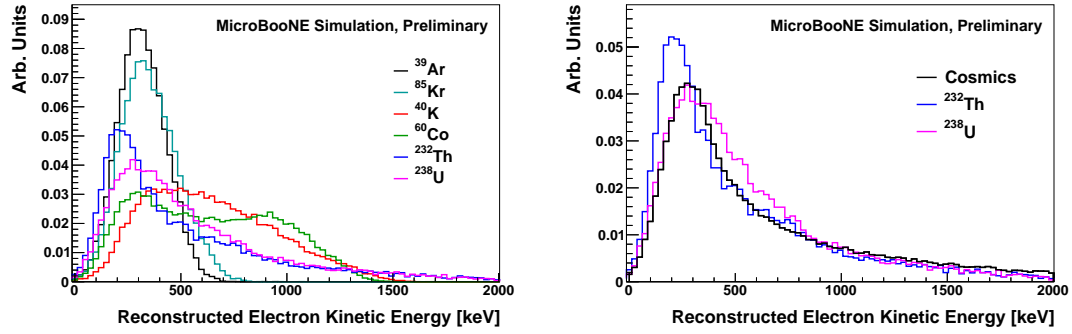 MicroBooNE Simulation, Preliminary
Arb. Units
0.09
0.08
0.07
0.06
0.05
0.04
0.03
0.02
0.01
0
³⁹Ar
⁸⁵Kr
⁴⁰K
⁶⁰Co
²³²Th
²³⁸U
0 500 1000 1500 2000
Reconstructed Electron Kinetic Energy [keV]
MicroBooNE Simulation, Preliminary
Arb. Units
0.05
0.04
0.03
0.02
0.01
0
Cosmics
²³²Th
²³⁸U
0 500 1000 1500 2000
Reconstructed Electron Kinetic Energy [keV]